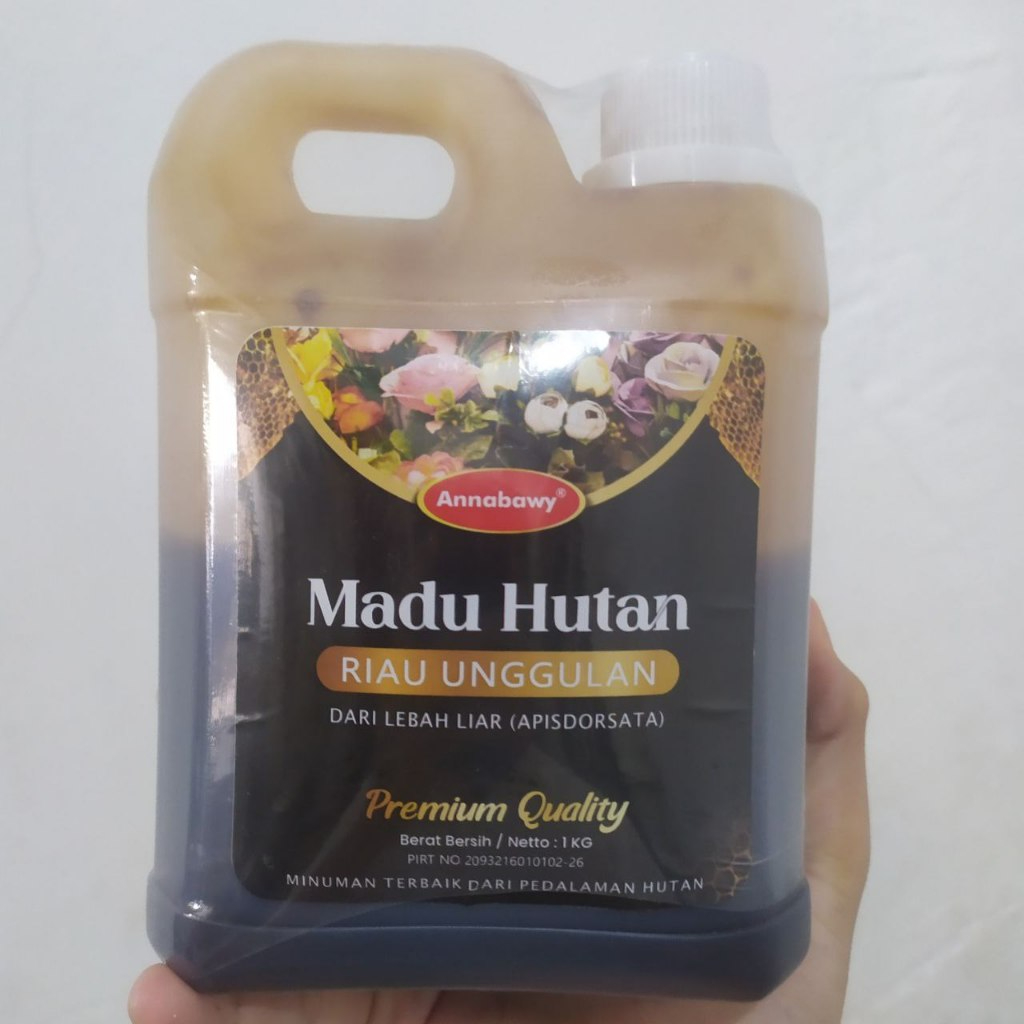 Annabawy®
Madu Hutan
RIAU UNGGULAN
DARI LEBAH LIAR (APISDORSATA)
Premium Quality
Berat Bersih / Netto : 1 KG
PIRT NO 2093216010102-26
MINUMAN TERBAIK DARI PEDALAMAN HUTAN